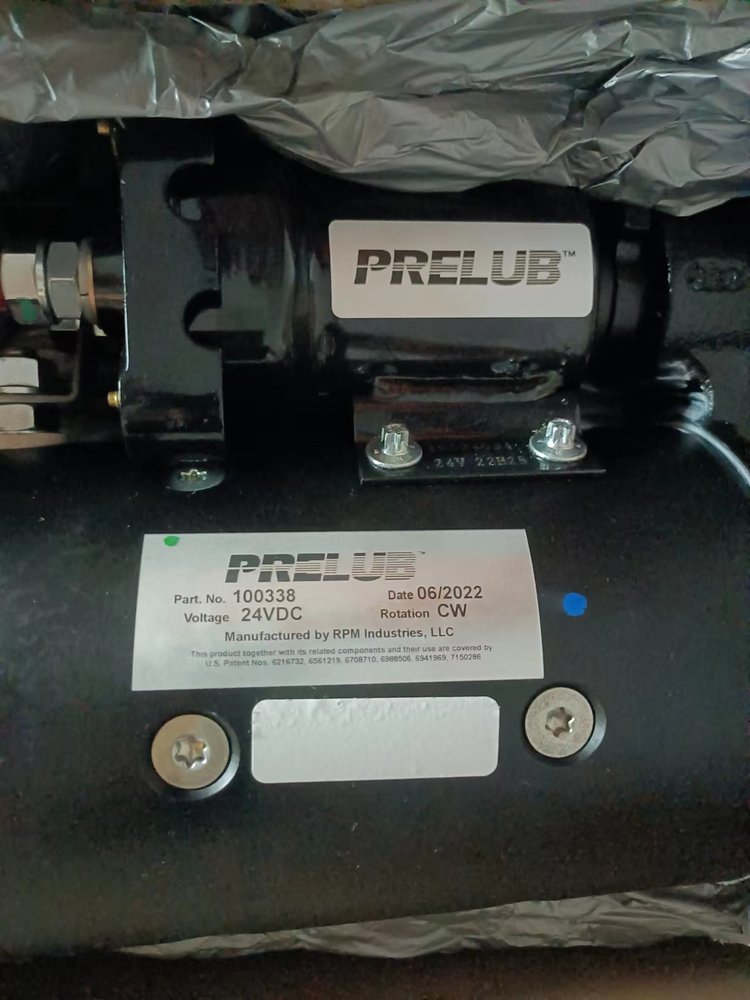 PRELUB™
24V 22B28
PRELUB™
Part. No. 100338 Date 06/2022
Voltage 24VDC Rotation CW
Manufactured by RPM Industries, LLC
This product together with its related components and their use are covered by
U.S. Patent Nos. 6216732, 6561219, 6708710, 6988506, 6941969, 7150286